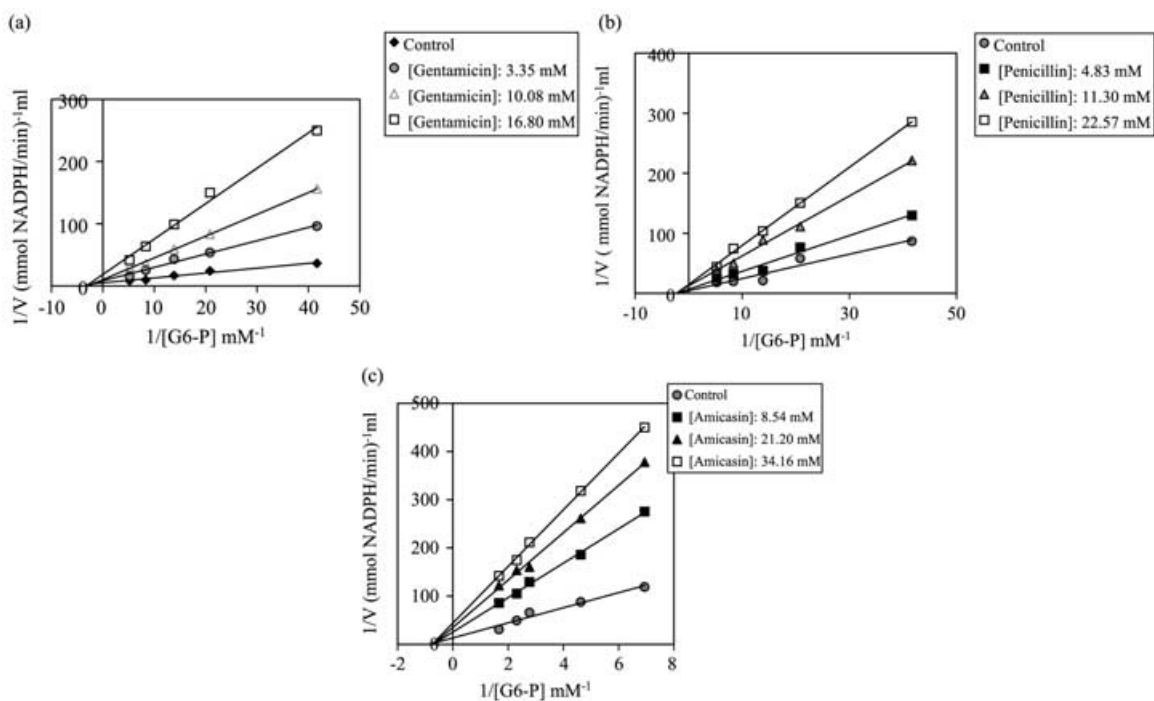 (a)
Control
[Gentamicin]: 3.35 mM
[Gentamicin]: 10.08 mM
[Gentamicin]: 16.80 mM
1/V (mmol NADPH/min)⁻¹ml
300
200
100
0
-10 0 10 20 30 40 50
1/[G6-P] mM⁻¹
(b)
Control
[Penicillin]: 4.83 mM
[Penicillin]: 11.30 mM
[Penicillin]: 22.57 mM
1/V ( mmol NADPH/min)⁻¹ml
400
300
200
100
0
-10 10 30 50
1/[G6-P] mM⁻¹
(c)
Control
[Amicasin]: 8.54 mM
[Amicasin]: 21.20 mM
[Amicasin]: 34.16 mM
1/V (mmol NADPH/min)⁻¹ml
500
400
300
200
100
0
-2 0 2 4 6 8
1/[G6-P] mM⁻¹